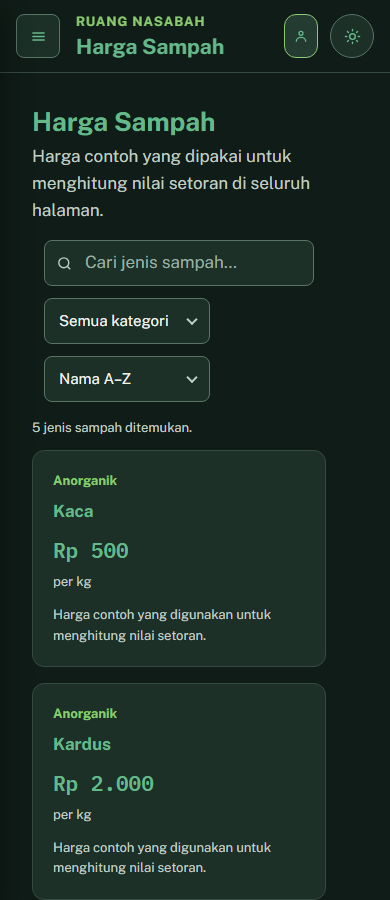 RUANG NASABAH
Harga Sampah
Harga Sampah
Harga contoh yang dipakai untuk
menghitung nilai setoran di seluruh
halaman.
Cari jenis sampah...
Semua kategori
Nama A–Z
5 jenis sampah ditemukan.
Anorganik
Kaca
Rp 500
per kg
Harga contoh yang digunakan untuk
menghitung nilai setoran.
Anorganik
Kardus
Rp 2.000
per kg
Harga contoh yang digunakan untuk
menghitung nilai setoran.